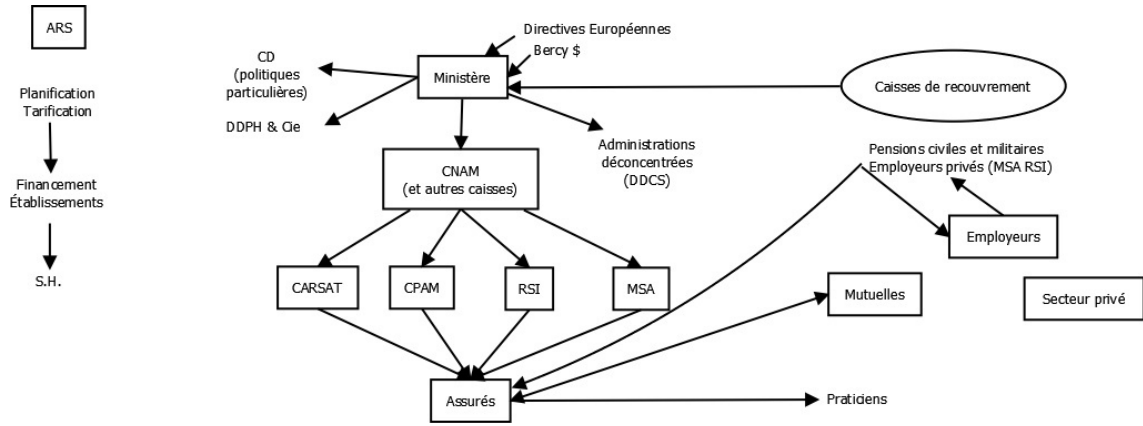 ARS
Planification
Tarification
Financement
Établissements
S.H.
Directives Européennes
Bercy $
CD
(politiques
particulières)
Ministère
Caisses de recouvrement
DDPH & Cie
Administrations
déconcentrées
(DDCS)
CNAM
(et autres caisses)
Pensions civiles et militaires
Employeurs privés (MSA RSI)
Employeurs
CARSAT
CPAM
RSI
MSA
Mutuelles
Secteur privé
Assurés
Praticiens